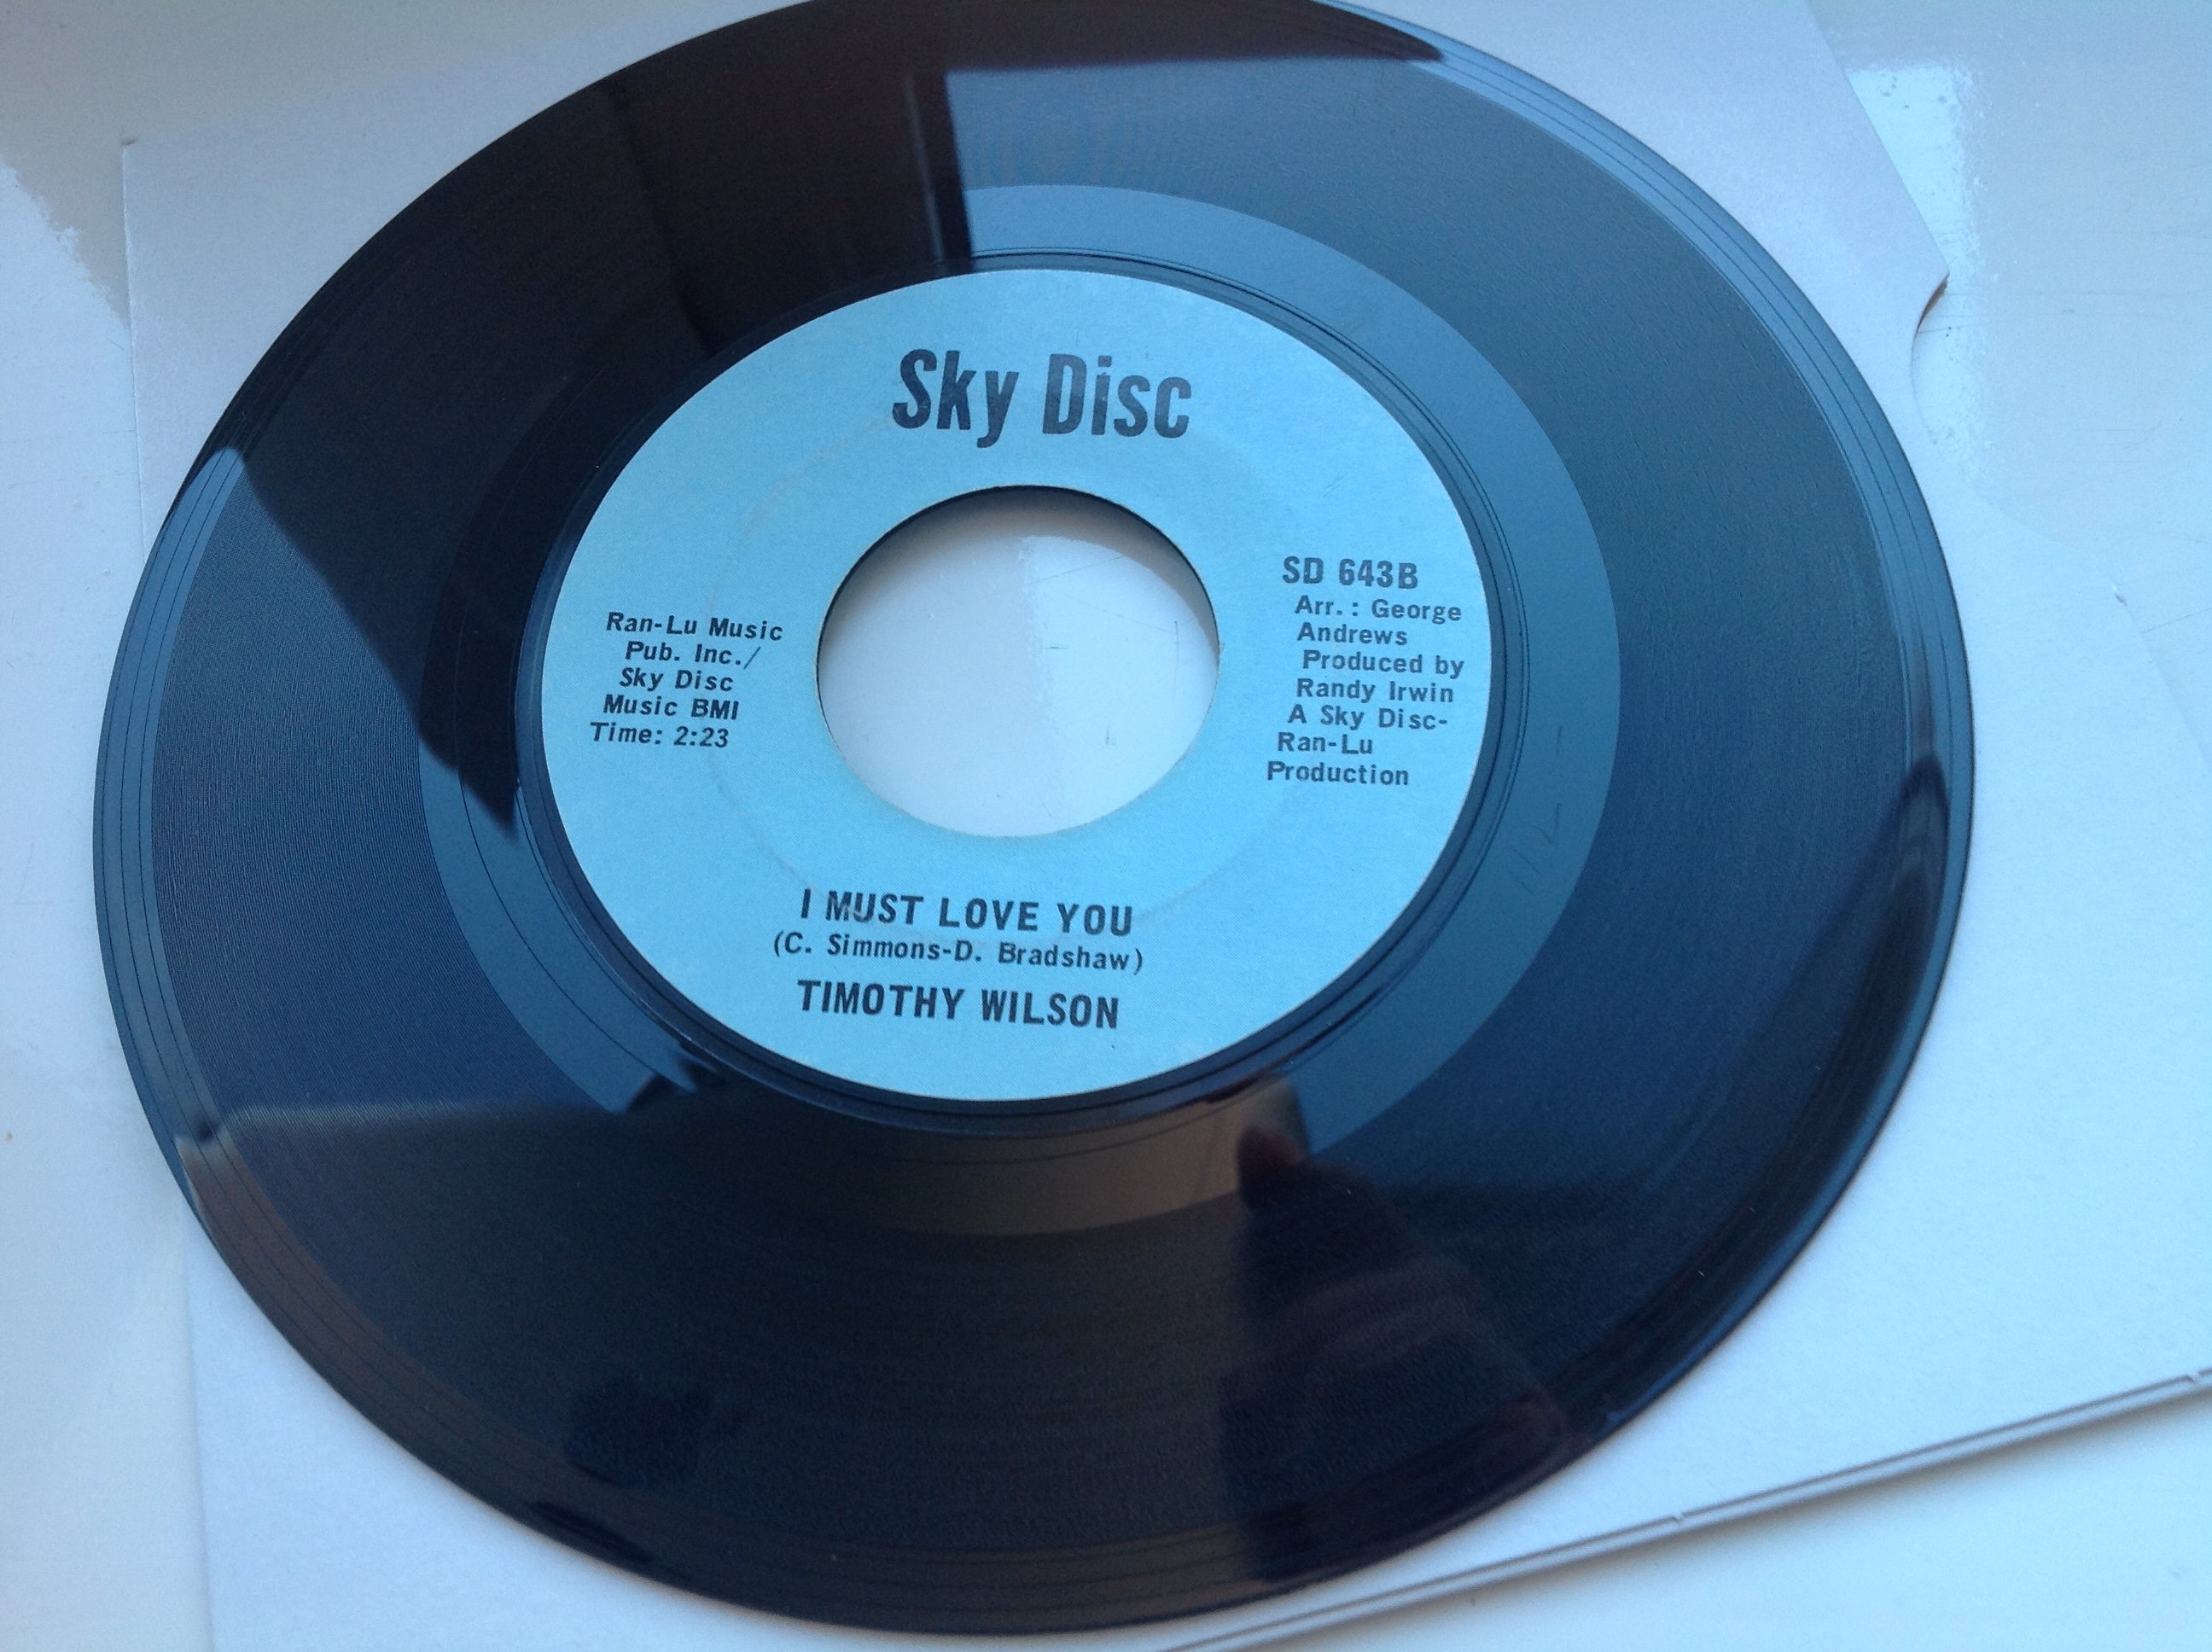 Sky Disc
Ran-Lu Music
Pub. Inc./
Sky Disc
Music BMI
Time: 2:23
SD 643B
Arr. : George
Andrews
Produced by
Randy Irwin
A Sky Disc-
Ran-Lu
Production
I MUST LOVE YOU
(C. Simmons-D. Bradshaw)
TIMOTHY WILSON